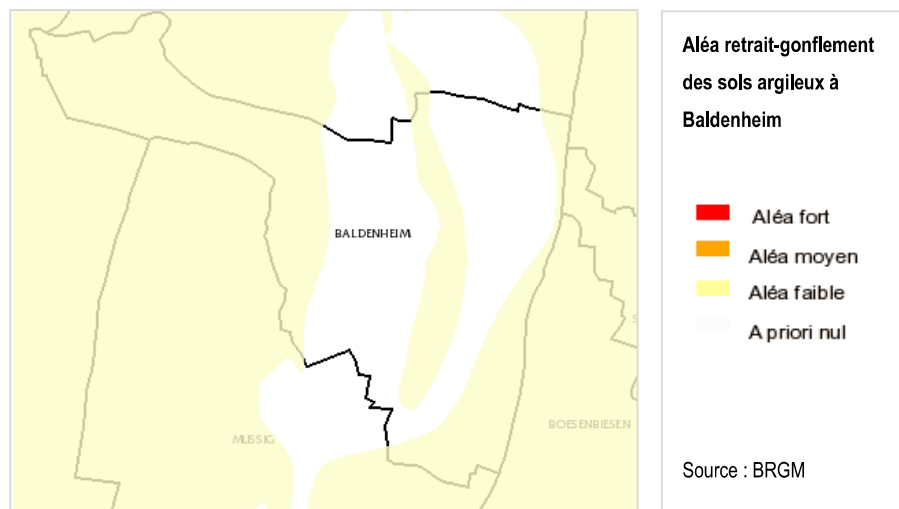 BALDENHEIM
MUSSIG
BOESENBIESEN
S
Aléa retrait-gonflement
des sols argileux à
Baldenheim
Aléa fort
Aléa moyen
Aléa faible
A priori nul
Source : BRGM